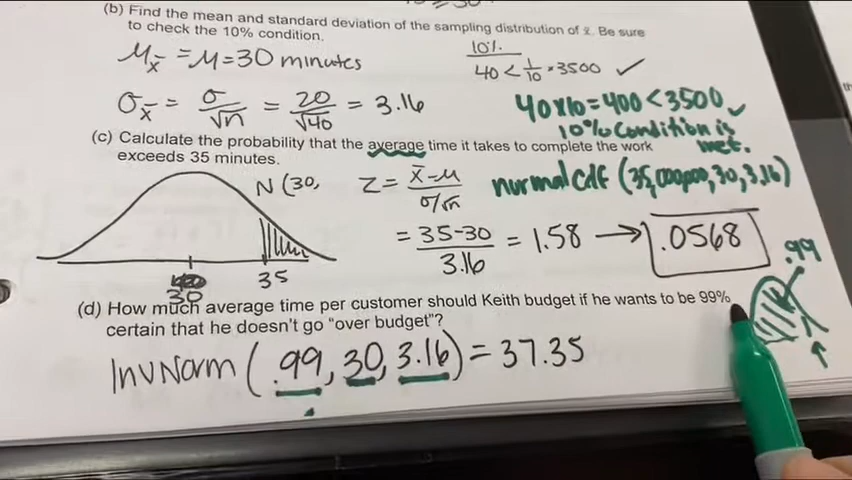 (b) Find the mean and standard deviation of the sampling distribution of x̄. Be sure
to check the 10% condition.
μx̄ = μ = 30 minutes
10%
40 < 1/10 * 3500 ✓
σx̄ = σ/√n = 20/√40 = 3.16
40x10 = 400 < 3500 ✓
10% Condition is
met.
(c) Calculate the probability that the average time it takes to complete the work
exceeds 35 minutes.
N (30,
Z = x̄-μ / σ/√n
normalcdf (35,000,000,30,3.16)
= 35-30 / 3.16 = 1.58 → .0568
30
35
.99
(d) How much average time per customer should Keith budget if he wants to be 99%
certain that he doesn't go "over budget"?
InvNorm (.99, 30, 3.16) = 37.35